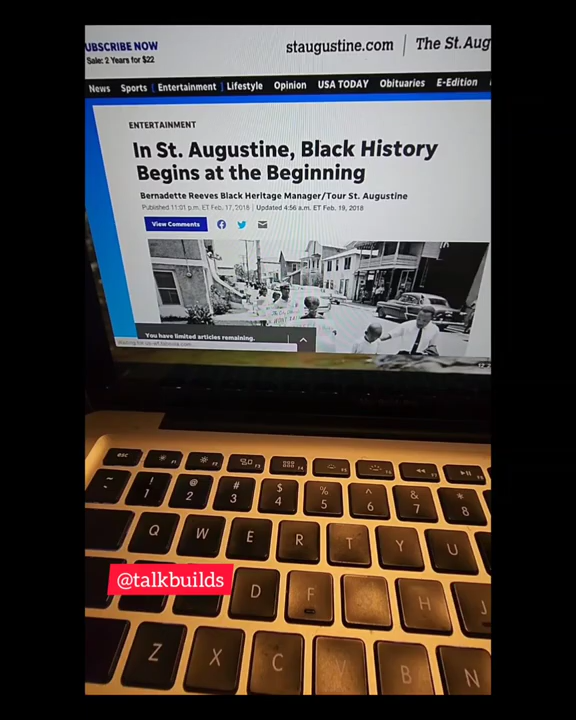 UBSCRIBE NOW
Sale: 2 Years for $22
staugustine.com | The St. Aug
News Sports Entertainment Lifestyle Opinion USA TODAY Obituaries E-Edition
ENTERTAINMENT
In St. Augustine, Black History
Begins at the Beginning
Bernadette Reeves Black Heritage Manager/Tour St. Augustine
Published 11:01 p.m. ET Feb. 17, 2018 | Updated 4:56 a.m. ET Feb. 19, 2018
View Comments
You have limited articles remaining.
esc F1 F2 F3 F4 F5 F6 F7
~ ! 1 @ 2 # 3 $ 4 % 5 ^ 6 & 7 * 8
Q W E R T Y U
@talkbuilds
D F H J
Z X C V B N